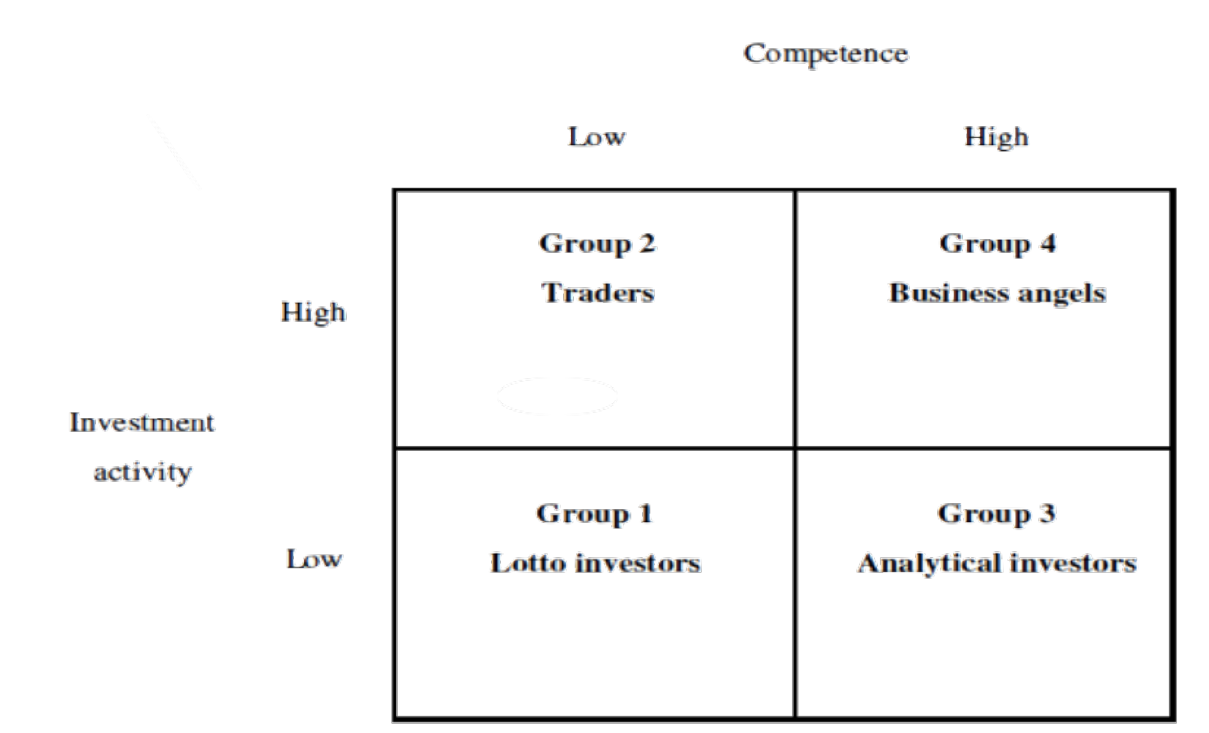 Competence
Low High
Group 2 Group 4
Traders Business angels
High
Investment
activity
Group 1 Group 3
Low
Lotto investors Analytical investors